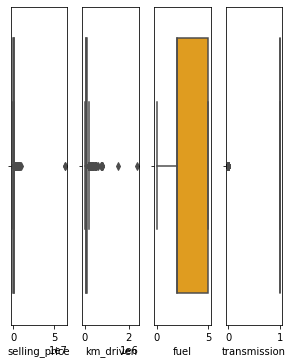 0 5 0 2 0 5 0 1
1e7 1e6
selling_price km_driven fuel transmission